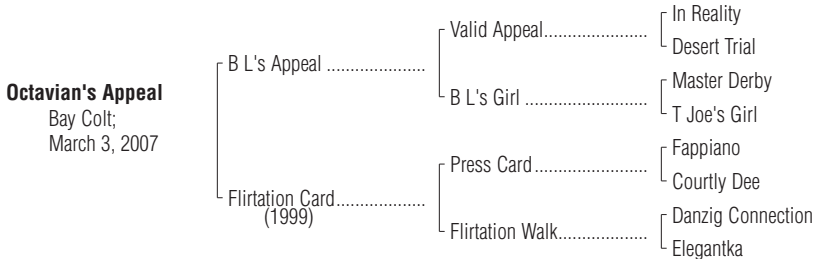 In Reality
Valid Appeal......................
Desert Trial
B L's Appeal .....................
Octavian's Appeal
Master Derby
Bay Colt;
B L's Girl .........................
March 3, 2007
T Joe's Girl
Fappiano
Press Card........................
Courtly Dee
Flirtation Card...................
(1999)
Danzig Connection
Flirtation Walk...................
Elegantka